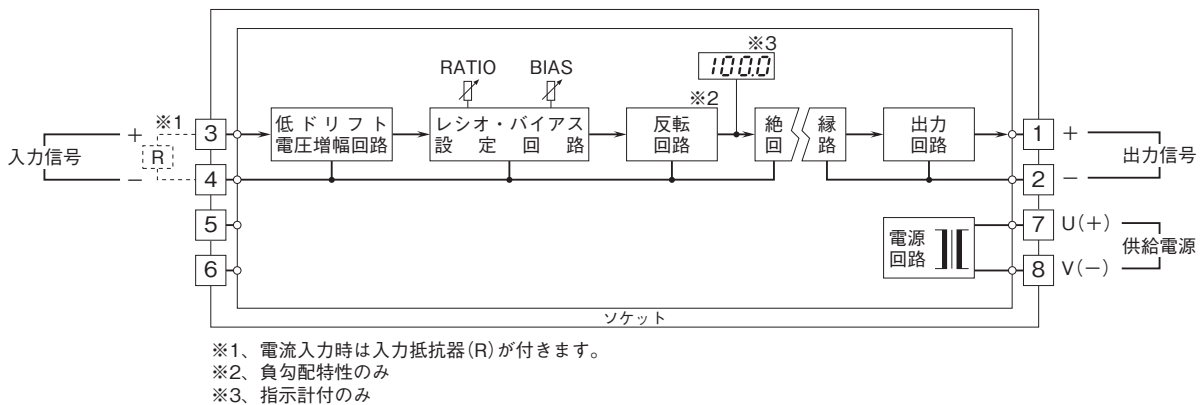 ※3
100.0
RATIO BIAS
※2
※1
入力信号
+
−
R
3
4
5
6
低ドリフト
電圧増幅回路
レシオ・バイアス
設定回路
反転
回路
絶縁
回路
出力
回路
1 +
2 −
出力信号
電源
回路
7 U(+)
8 V(−)
供給電源
ソケット
※1、電流入力時は入力抵抗器(R)が付きます。
※2、負勾配特性のみ
※3、指示計付のみ